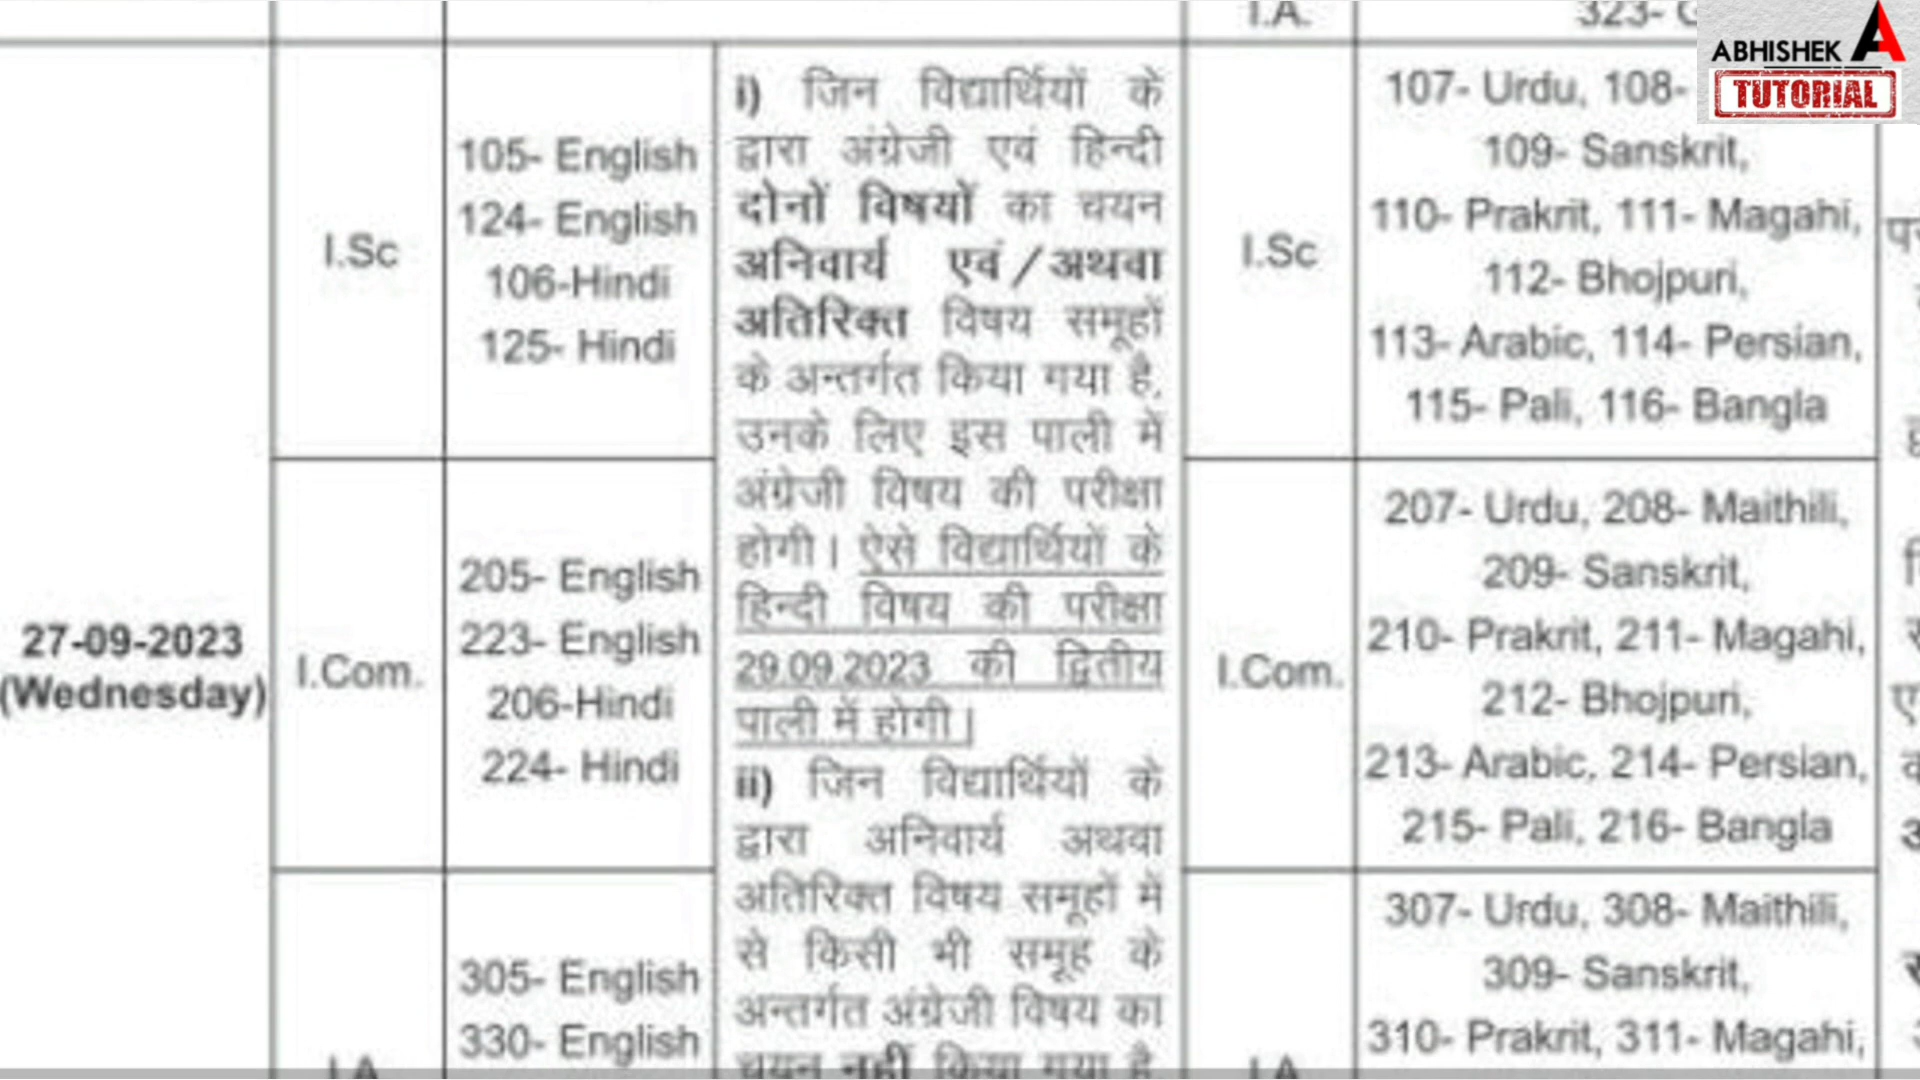 I.A.
323-
ABHISHEK
TUTORIAL
27-09-2023
(Wednesday)
I.Sc
105- English
124- English
106-Hindi
125- Hindi
I.Com.
205- English
223- English
206-Hindi
224- Hindi
I.A
305- English
330- English
i) जिन विद्यार्थियों के
द्वारा अंग्रेजी एवं हिन्दी
दोनों विषयों का चयन
अनिवार्य एवं/अथवा
अतिरिक्त विषय समूहों
के अन्तर्गत किया गया है,
उनके लिए इस पाली में
अंग्रेजी विषय की परीक्षा
होगी। ऐसे विद्यार्थियों के
हिन्दी विषय की परीक्षा
29.09.2023 की द्वितीय
पाली में होगी।
ii) जिन विद्यार्थियों के
द्वारा अनिवार्य अथवा
अतिरिक्त विषय समूहों में
से किसी भी समूह के
अन्तर्गत अंग्रेजी विषय का
चयन नहीं किया गया है,
I.Sc
107- Urdu, 108-
109- Sanskrit,
110- Prakrit, 111- Magahi,
112- Bhojpuri,
113- Arabic, 114- Persian,
115- Pali, 116- Bangla
I.Com.
207- Urdu, 208- Maithili,
209- Sanskrit,
210- Prakrit, 211- Magahi,
212- Bhojpuri,
213- Arabic, 214- Persian,
215- Pali, 216- Bangla
I.A
307- Urdu, 308- Maithili,
309- Sanskrit,
310- Prakrit, 311- Magahi,